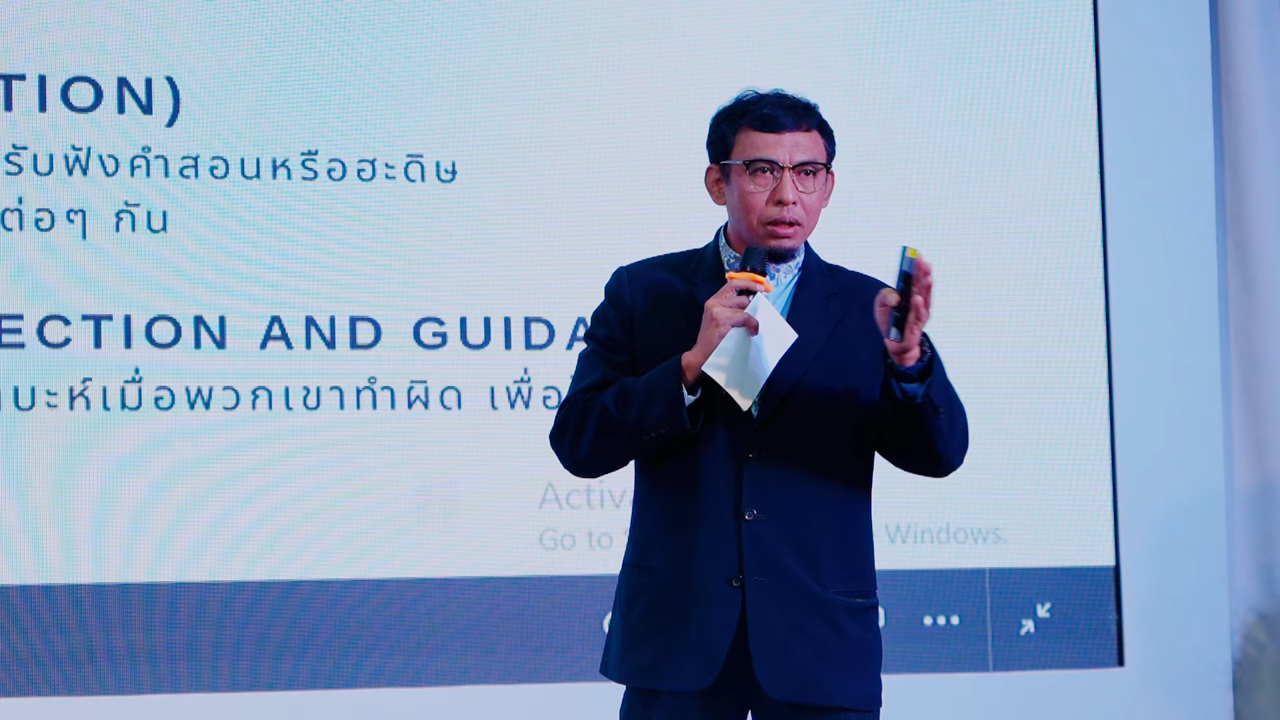 TION)
รับฟังคำสอนหรือฮะดิษ
ต่อๆ กัน
ECTION AND GUIDA
บะห์เมื่อพวกเขาทำผิด เพื่อ
Activ
Go to
Windows.